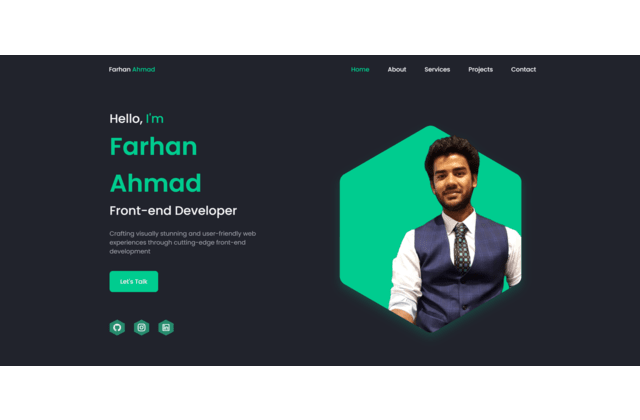 Farhan Ahmad
Home About Services Projects Contact
Hello, I'm
Farhan
Ahmad
Front-end Developer
Crafting visually stunning and user-friendly web
experiences through cutting-edge front-end
development
Let's Talk